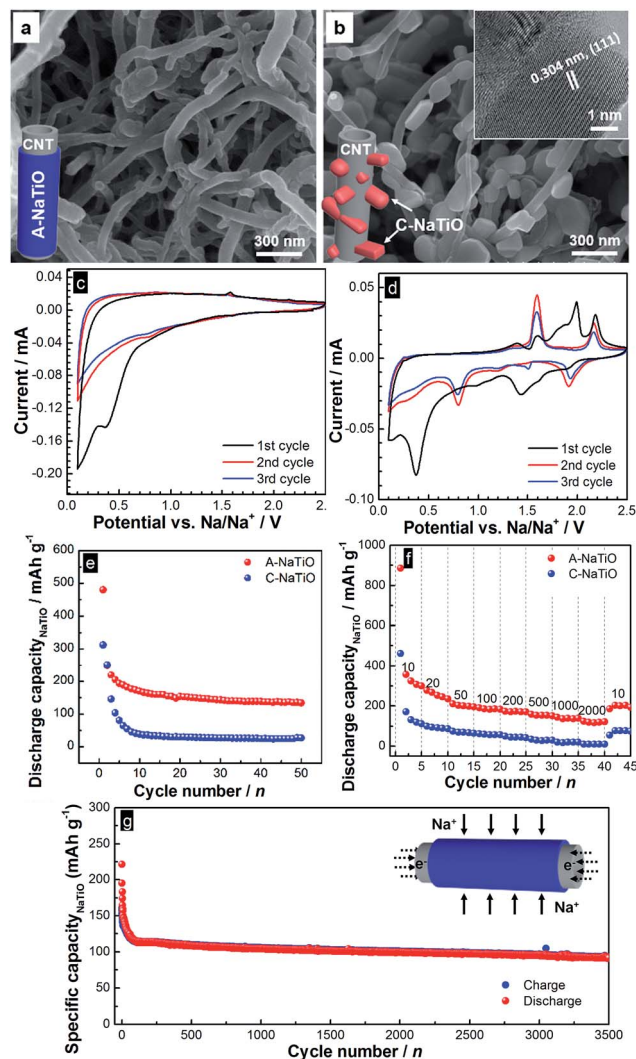 a
CNT
A-NaTiO
300 nm
b
0.304 nm, (111)
1 nm
CNT
C-NaTiO
300 nm
c
Current / mA
0.04
0.00
-0.04
-0.08
-0.12
-0.16
-0.20
1st cycle
2nd cycle
3rd cycle
0.0 0.5 1.0 1.5 2.0 2.5
Potential vs. Na/Na⁺ / V
d
Current / mA
0.05
0.00
-0.05
-0.10
1st cycle
2nd cycle
3rd cycle
0.0 0.5 1.0 1.5 2.0 2.5
Potential vs. Na/Na⁺ / V
e
Discharge capacity_NaTiO / mAh g⁻¹
600
500
400
300
200
100
0
A-NaTiO
C-NaTiO
0 10 20 30 40 50
Cycle number / n
f
Discharge capacity_NaTiO / mAh g⁻¹
1000
800
600
400
200
0
A-NaTiO
C-NaTiO
10 20 50 100 200 500 1000 2000 10
0 5 10 15 20 25 30 35 40 45
Cycle number / n
g
Specific capacity_NaTiO (mAh g⁻¹)
300
250
200
150
100
50
0
Na⁺
e⁻ e⁻
Na⁺
Charge
Discharge
0 500 1000 1500 2000 2500 3000 3500
Cycle number / n